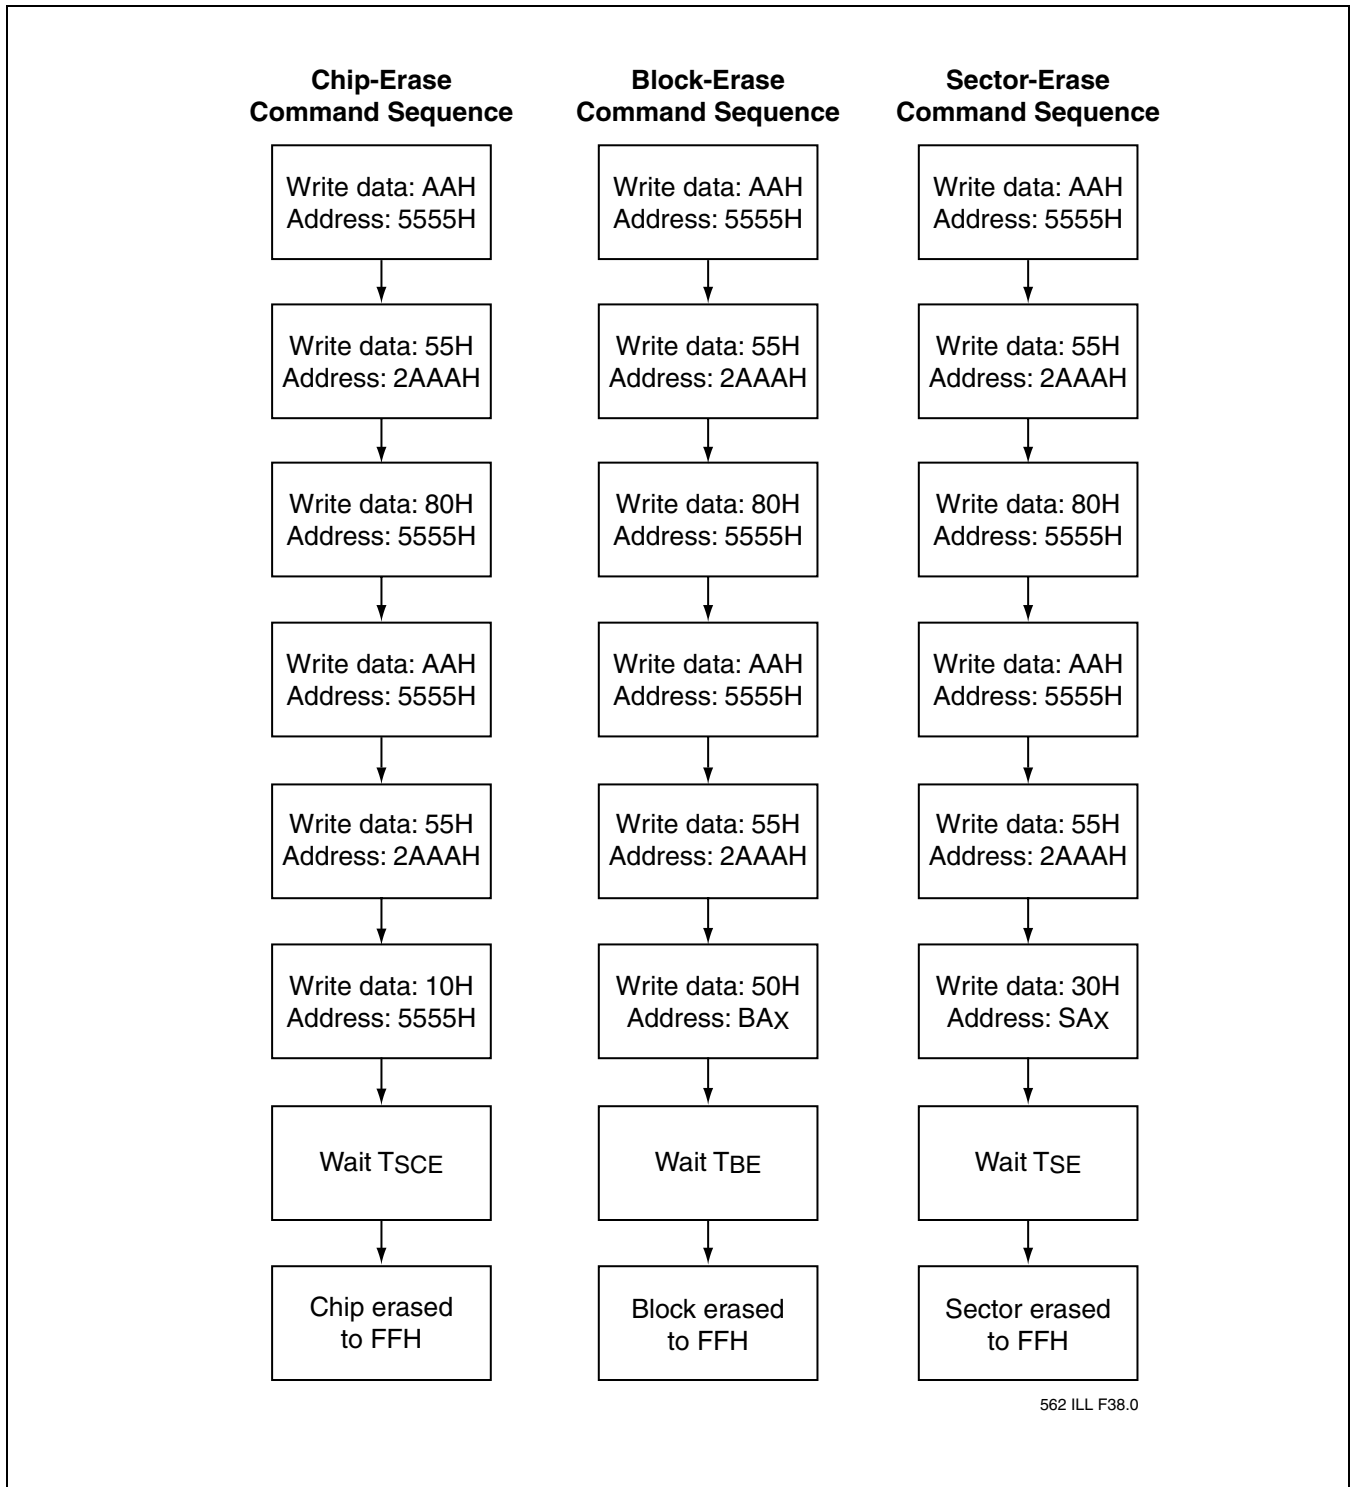 Chip-Erase
Command Sequence
Write data: AAH
Address: 5555H
Write data: 55H
Address: 2AAAH
Write data: 80H
Address: 5555H
Write data: AAH
Address: 5555H
Write data: 55H
Address: 2AAAH
Write data: 10H
Address: 5555H
Wait TSCE
Chip erased
to FFH
Block-Erase
Command Sequence
Write data: AAH
Address: 5555H
Write data: 55H
Address: 2AAAH
Write data: 80H
Address: 5555H
Write data: AAH
Address: 5555H
Write data: 55H
Address: 2AAAH
Write data: 50H
Address: BAX
Wait TBE
Block erased
to FFH
Sector-Erase
Command Sequence
Write data: AAH
Address: 5555H
Write data: 55H
Address: 2AAAH
Write data: 80H
Address: 5555H
Write data: AAH
Address: 5555H
Write data: 55H
Address: 2AAAH
Write data: 30H
Address: SAX
Wait TSE
Sector erased
to FFH
562 ILL F38.0